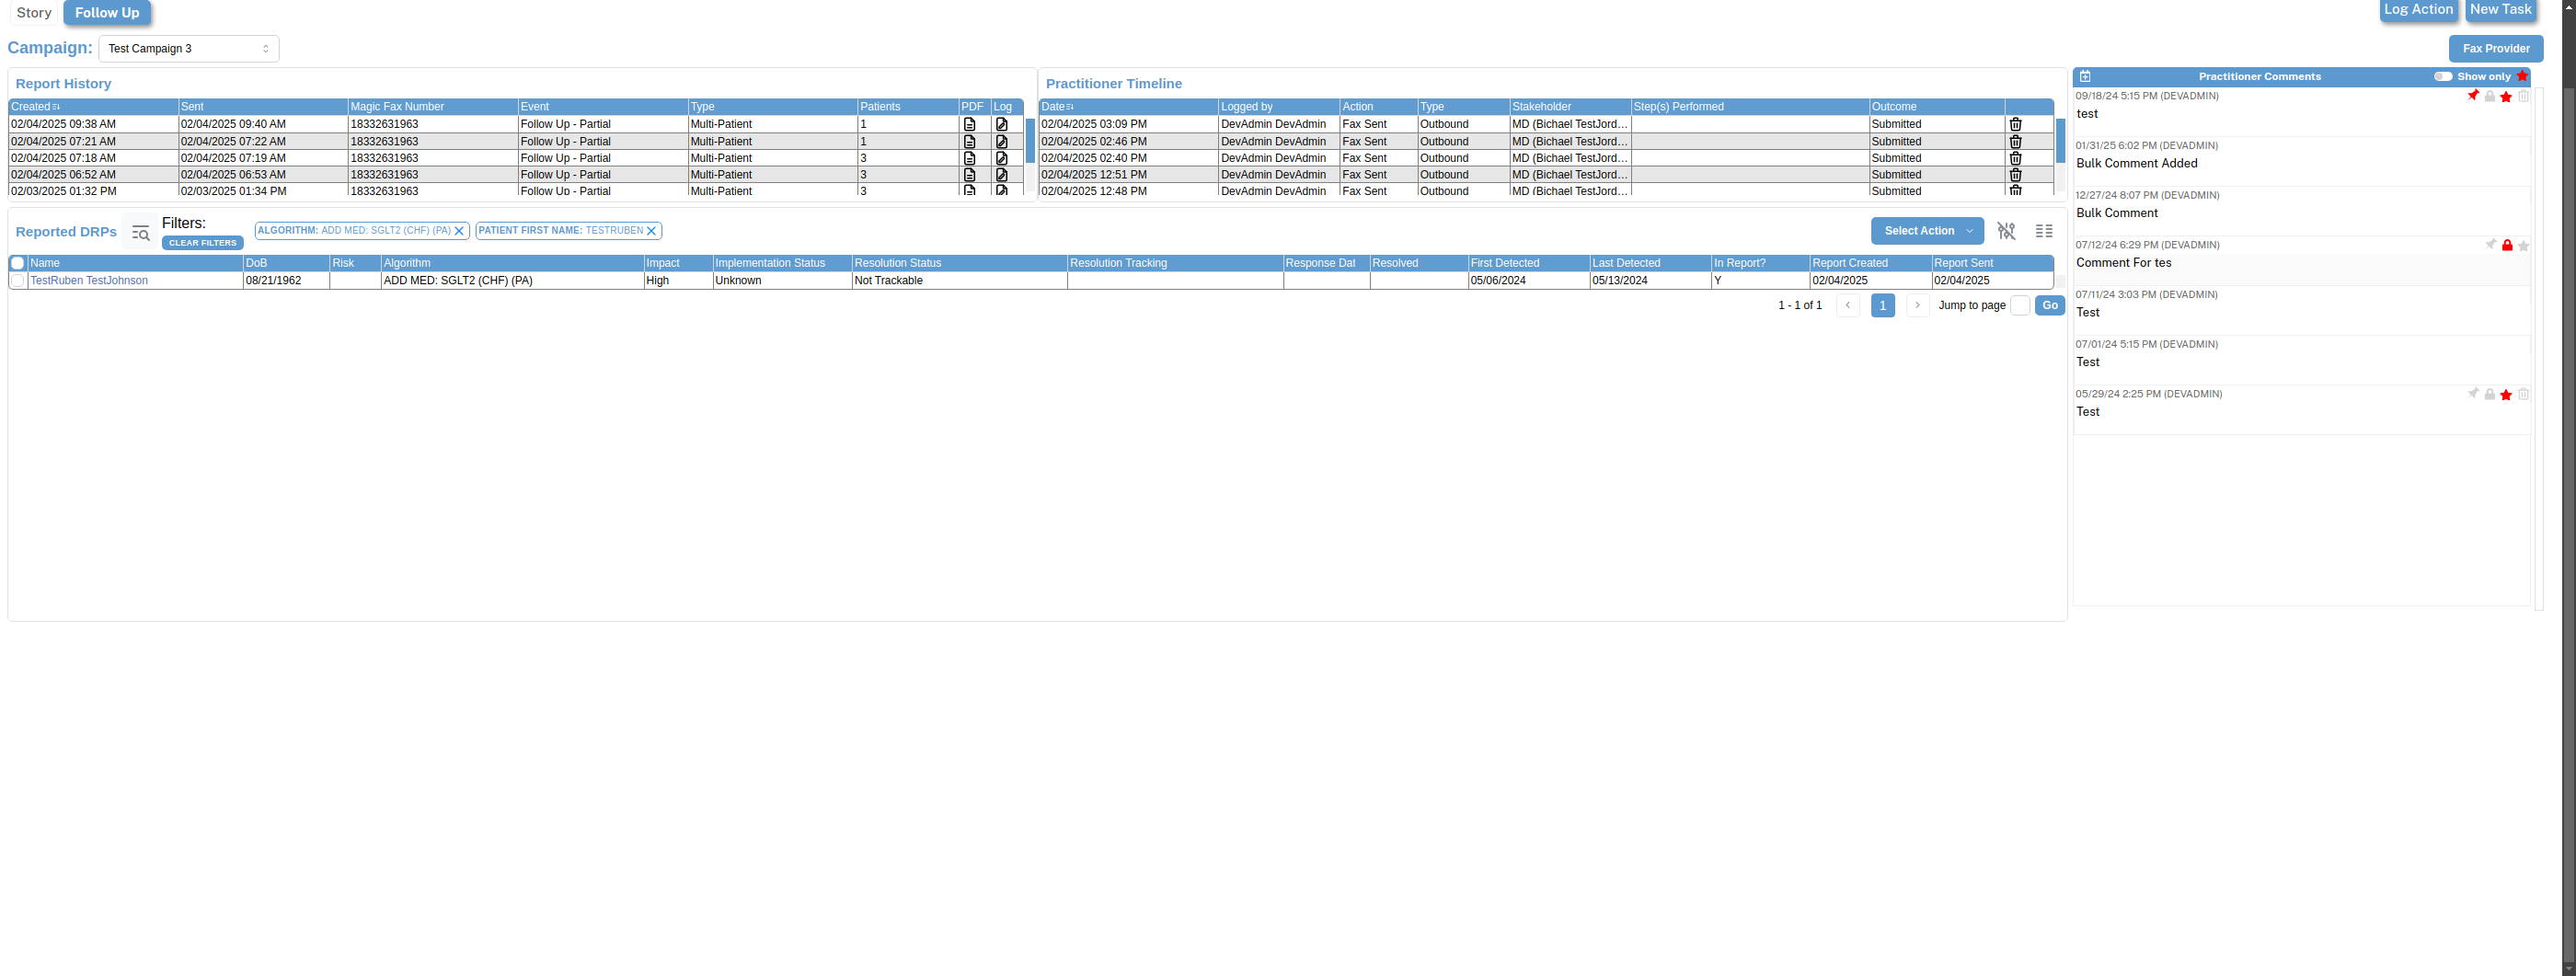 Story Follow Up Log Action New Task
Campaign: Test Campaign 3 Fax Provider
Report History
Created Sent Magic Fax Number Event Type Patients PDF Log
02/04/2025 09:38 AM 02/04/2025 09:40 AM 18332631963 Follow Up - Partial Multi-Patient 1
02/04/2025 07:21 AM 02/04/2025 07:22 AM 18332631963 Follow Up - Partial Multi-Patient 1
02/04/2025 07:18 AM 02/04/2025 07:19 AM 18332631963 Follow Up - Partial Multi-Patient 3
02/04/2025 06:52 AM 02/04/2025 06:53 AM 18332631963 Follow Up - Partial Multi-Patient 3
02/03/2025 01:32 PM 02/03/2025 01:34 PM 18332631963 Follow Up - Partial Multi-Patient 3
Practitioner Timeline
Date Logged by Action Type Stakeholder Step(s) Performed Outcome
02/04/2025 03:09 PM DevAdmin DevAdmin Fax Sent Outbound MD (Bichael TestJord... Submitted
02/04/2025 02:46 PM DevAdmin DevAdmin Fax Sent Outbound MD (Bichael TestJord... Submitted
02/04/2025 02:40 PM DevAdmin DevAdmin Fax Sent Outbound MD (Bichael TestJord... Submitted
02/04/2025 12:51 PM DevAdmin DevAdmin Fax Sent Outbound MD (Bichael TestJord... Submitted
02/04/2025 12:48 PM DevAdmin DevAdmin Fax Sent Outbound MD (Bichael TestJord... Submitted
Reported DRPs Filters:
CLEAR FILTERS
ALGORITHM: ADD MED: SGLT2 (CHF) (PA) PATIENT FIRST NAME: TESTRUBEN
Select Action
Name DoB Risk Algorithm Impact Implementation Status Resolution Status Resolution Tracking Response Dat Resolved First Detected Last Detected In Report? Report Created Report Sent
TestRuben TestJohnson 08/21/1962 ADD MED: SGLT2 (CHF) (PA) High Unknown Not Trackable 05/06/2024 05/13/2024 Y 02/04/2025 02/04/2025
1 - 1 of 1 1 Jump to page Go
Practitioner Comments Show only
09/18/24 5:15 PM (DEVADMIN)
test
01/31/25 6:02 PM (DEVADMIN)
Bulk Comment Added
12/27/24 8:07 PM (DEVADMIN)
Bulk Comment
07/12/24 6:29 PM (DEVADMIN)
Comment For tes
07/11/24 3:03 PM (DEVADMIN)
Test
07/01/24 5:15 PM (DEVADMIN)
Test
05/29/24 2:25 PM (DEVADMIN)
Test